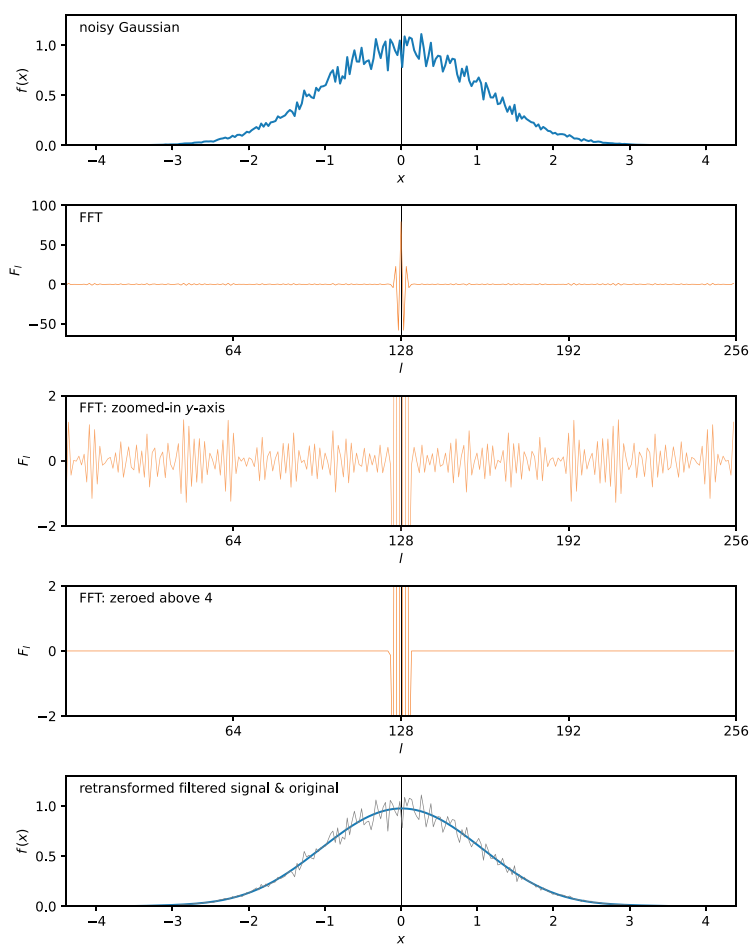 noisy Gaussian
1.0
0.5
0.0
f(x)
−4 −3 −2 −1 0 1 2 3 4
x
FFT
100
50
0
−50
F_l
64 128 192 256
l
FFT: zoomed-in y-axis
2
0
−2
F_l
64 128 192 256
l
FFT: zeroed above 4
2
0
−2
F_l
64 128 192 256
l
retransformed filtered signal & original
1.0
0.5
0.0
f(x)
−4 −3 −2 −1 0 1 2 3 4
x